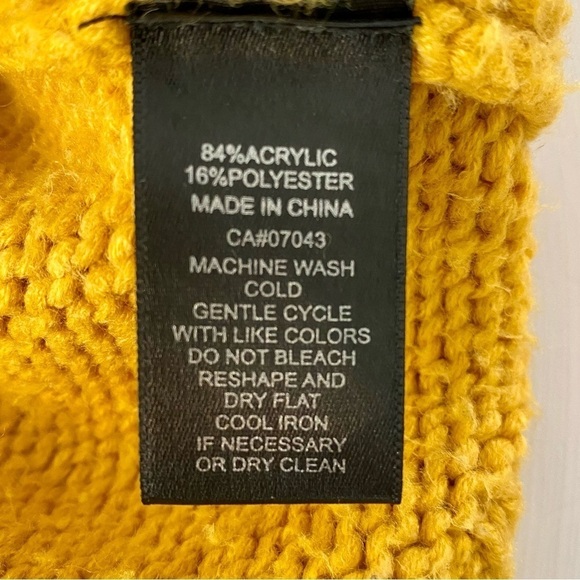 84%ACRYLIC
16%POLYESTER
MADE IN CHINA
CA#07043
MACHINE WASH
COLD
GENTLE CYCLE
WITH LIKE COLORS
DO NOT BLEACH
RESHAPE AND
DRY FLAT
COOL IRON
IF NECESSARY
OR DRY CLEAN